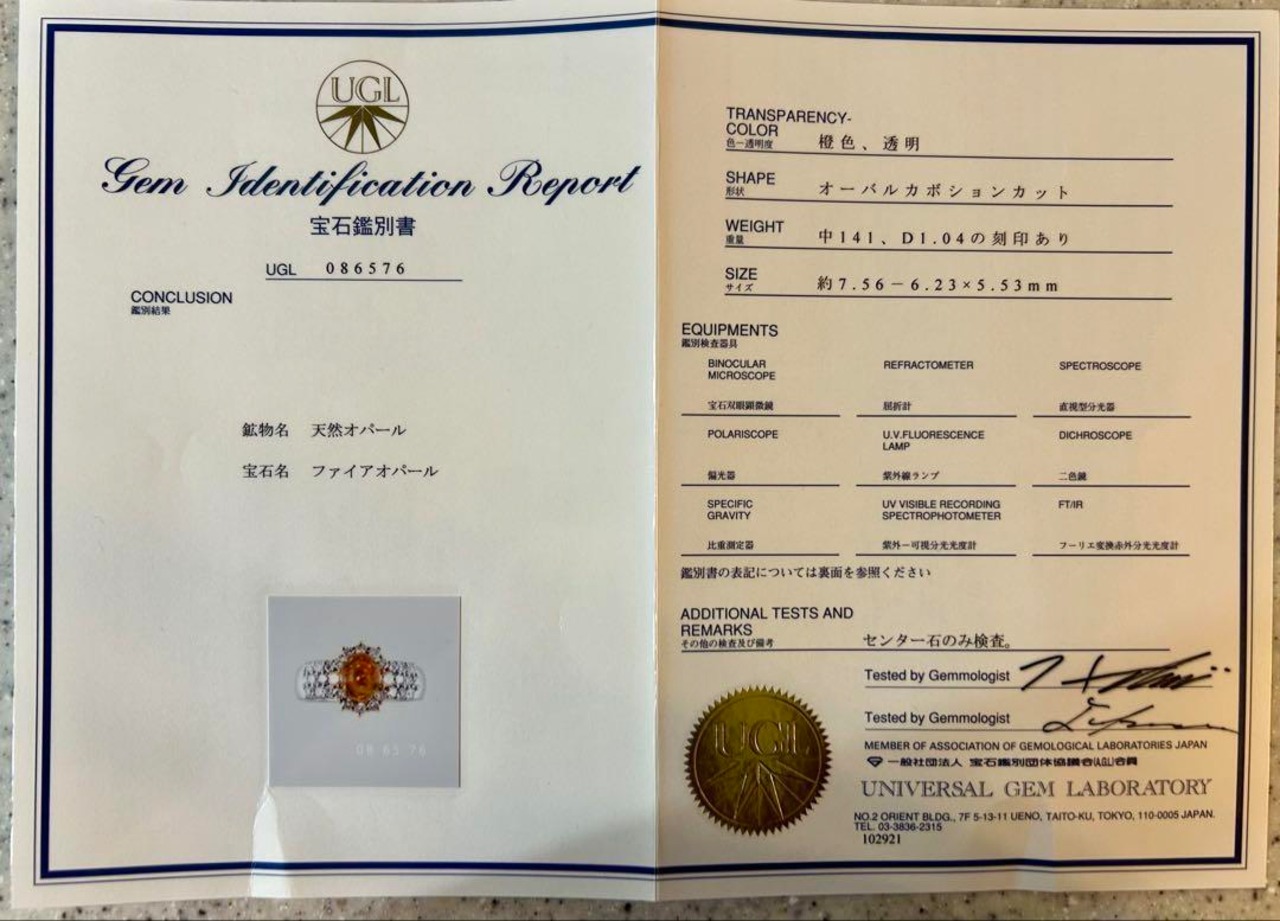 UGL
Gem Identification Report
宝石鑑別書
UGL 086576
CONCLUSION
鑑別結果
鉱物名 天然オパール
宝石名 ファイアオパール
08 65 76
TRANSPARENCY-
COLOR
色−透明度 橙色、透明
SHAPE
形状 オーバルカボションカット
WEIGHT
重量 中141、D1.04の刻印あり
SIZE
サイズ 約7.56−6.23×5.53mm
EQUIPMENTS
鑑別検査器具
BINOCULAR
MICROSCOPE
宝石双眼顕微鏡
REFRACTOMETER
屈折計
SPECTROSCOPE
直視型分光器
POLARISCOPE
偏光器
U.V.FLUORESCENCE
LAMP
紫外線ランプ
DICHROSCOPE
二色鏡
SPECIFIC
GRAVITY
比重測定器
UV VISIBLE RECORDING
SPECTROPHOTOMETER
紫外−可視分光光度計
FT/IR
フーリエ変換赤外分光光度計
鑑別書の表記については裏面を参照ください
ADDITIONAL TESTS AND
REMARKS
その他の検査及び備考 センター石のみ検査。
Tested by Gemmologist
Tested by Gemmologist
UGL
MEMBER OF ASSOCIATION OF GEMOLOGICAL LABORATORIES JAPAN
一般社団法人 宝石鑑別団体協議会(AGL)会員
UNIVERSAL GEM LABORATORY
NO.2 ORIENT BLDG., 7F 5-13-11 UENO, TAITO-KU, TOKYO, 110-0005 JAPAN.
TEL. 03-3836-2315
102921